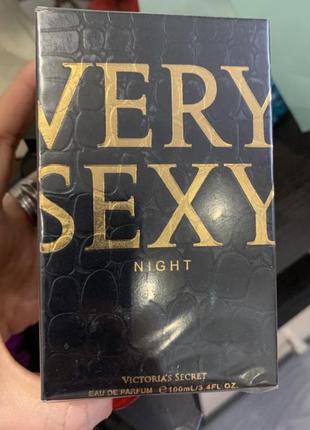 VERY
SEXY
NIGHT
VICTORIA'S SECRET
EAU DE PARFUM ℮100mL/3.4FL.OZ.